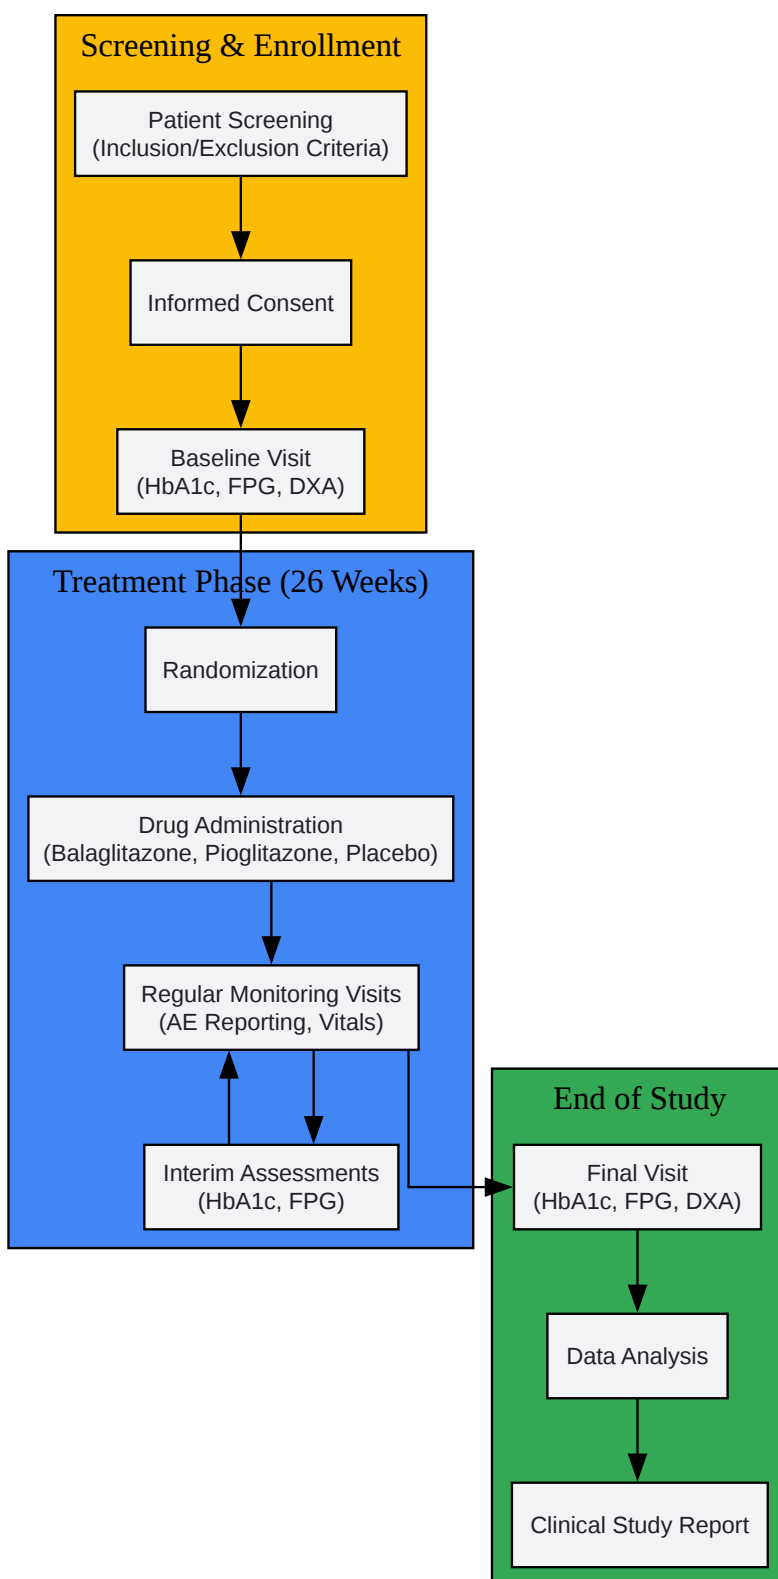 Screening & Enrollment
Patient Screening
(Inclusion/Exclusion Criteria)
Informed Consent
Baseline Visit
(HbA1c, FPG, DXA)
Treatment Phase (26 Weeks)
Randomization
Drug Administration
(Balaglitazone, Pioglitazone, Placebo)
Regular Monitoring Visits
(AE Reporting, Vitals)
Interim Assessments
(HbA1c, FPG)
End of Study
Final Visit
(HbA1c, FPG, DXA)
Data Analysis
Clinical Study Report